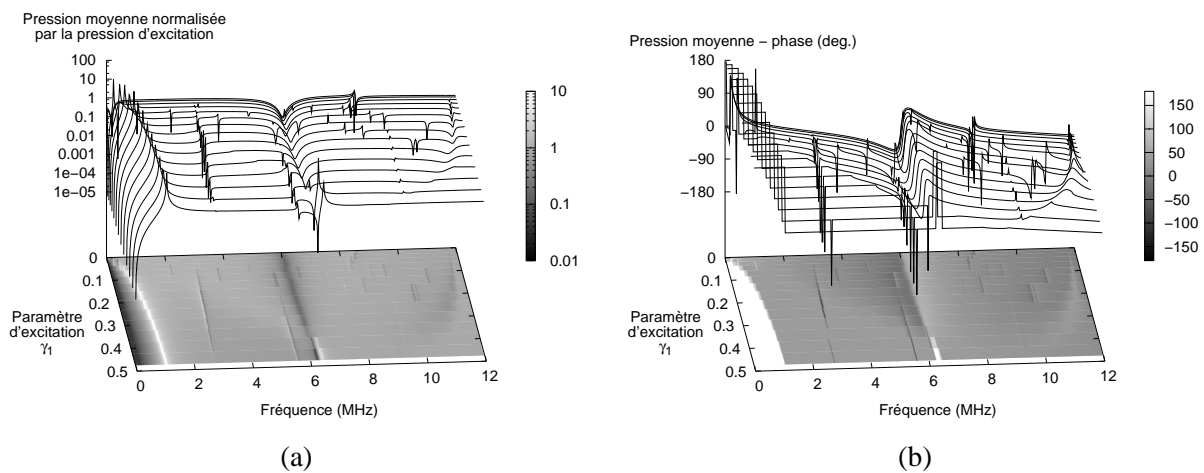 Pression moyenne normalisée
par la pression d'excitation
100
10
1
0.1
0.01
0.001
1e−04
1e−05
0
0.1
0.2
0.3
0.4
0.5
Paramètre
d'excitation
γ1
0 2 4 6 8 10 12
Fréquence (MHz)
10
1
0.1
0.01
(a)
Pression moyenne − phase (deg.)
180
90
0
−90
−180
0
0.1
0.2
0.3
0.4
0.5
Paramètre
d'excitation
γ1
0 2 4 6 8 10 12
Fréquence (MHz)
150
100
50
0
−50
−100
−150
(b)